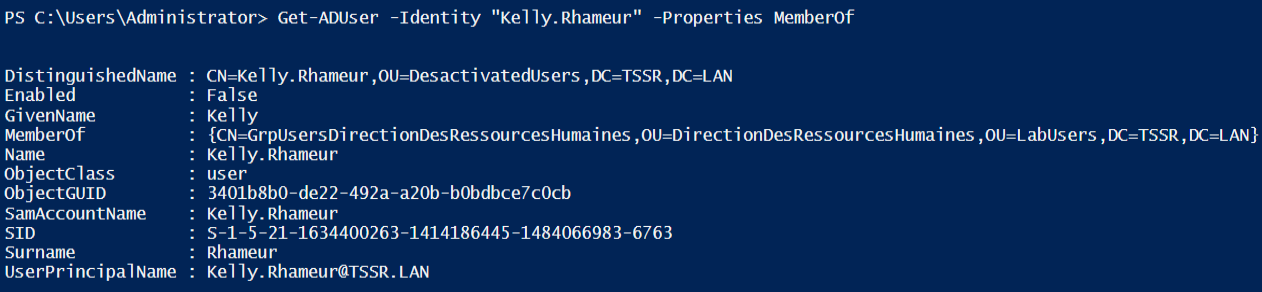 PS C:\Users\Administrator> Get-ADUser -Identity "Kelly.Rhameur" -Properties MemberOf
DistinguishedName : CN=Kelly.Rhameur,OU=DesactivatedUsers,DC=TSSR,DC=LAN
Enabled : False
GivenName : Kelly
MemberOf : {CN=GrpUsersDirectionDesRessourcesHumaines,OU=DirectionDesRessourcesHumaines,OU=LabUsers,DC=TSSR,DC=LAN}
Name : Kelly.Rhameur
ObjectClass : user
ObjectGUID : 3401b8b0-de22-492a-a20b-b0bdbce7c0cb
SamAccountName : Kelly.Rhameur
SID : S-1-5-21-1634400263-1414186445-1484066983-6763
Surname : Rhameur
UserPrincipalName : Kelly.Rhameur@TSSR.LAN